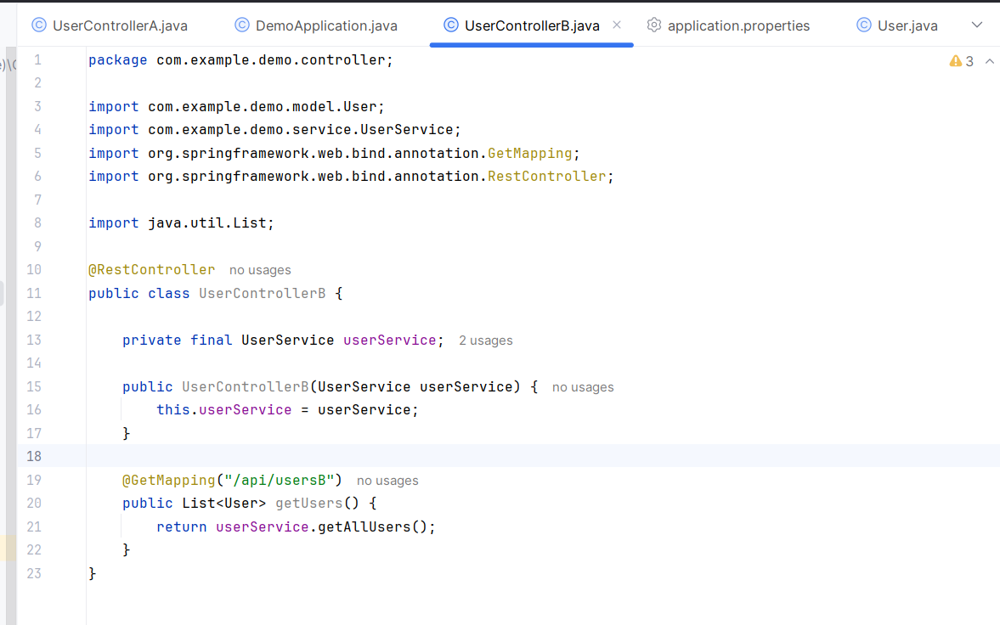 UserControllerA.java DemoApplication.java UserControllerB.java application.properties User.java
1 package com.example.demo.controller; 3
2
3 import com.example.demo.model.User;
4 import com.example.demo.service.UserService;
5 import org.springframework.web.bind.annotation.GetMapping;
6 import org.springframework.web.bind.annotation.RestController;
7
8 import java.util.List;
9
10 @RestController no usages
11 public class UserControllerB {
12
13 private final UserService userService; 2 usages
14
15 public UserControllerB(UserService userService) { no usages
16 this.userService = userService;
17 }
18
19 @GetMapping("/api/usersB") no usages
20 public List<User> getUsers() {
21 return userService.getAllUsers();
22 }
23 }